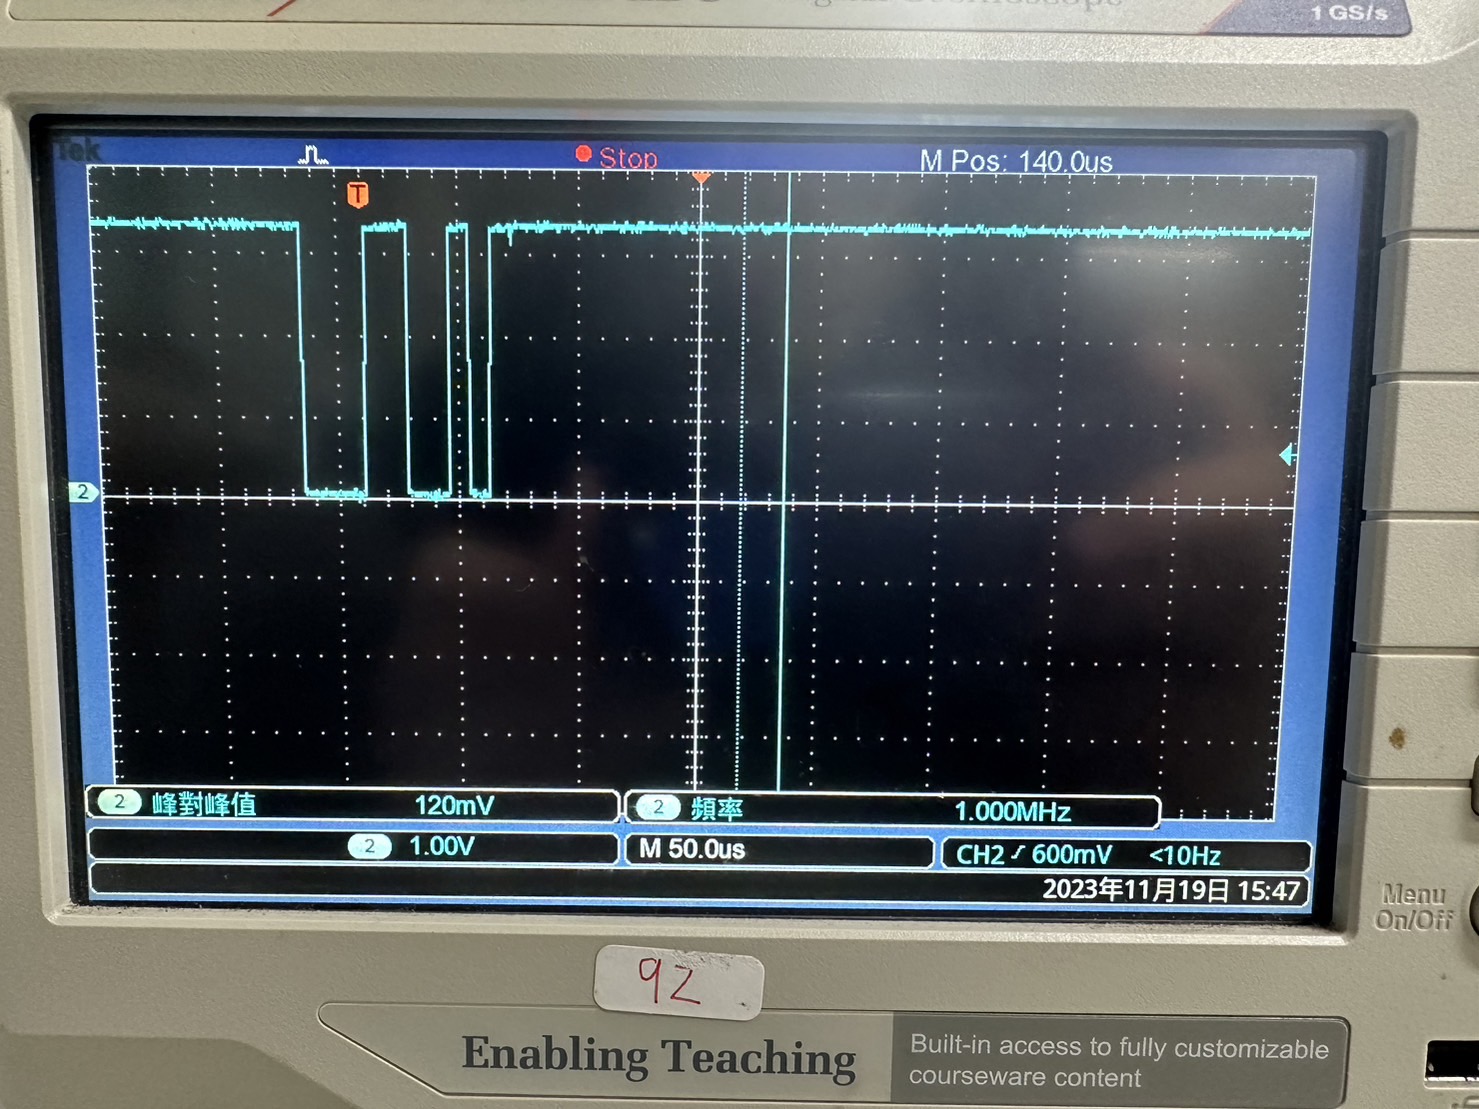 1 GS/s
Tek
Stop
M Pos: 140.0us
T
2
2 峰對峰值 120mV
2 頻率 1.000MHz
2 1.00V
M 50.0us
CH2 600mV <10Hz
2023年11月19日 15:47
Menu
On/Off
92
Enabling Teaching
Built-in access to fully customizable
courseware content